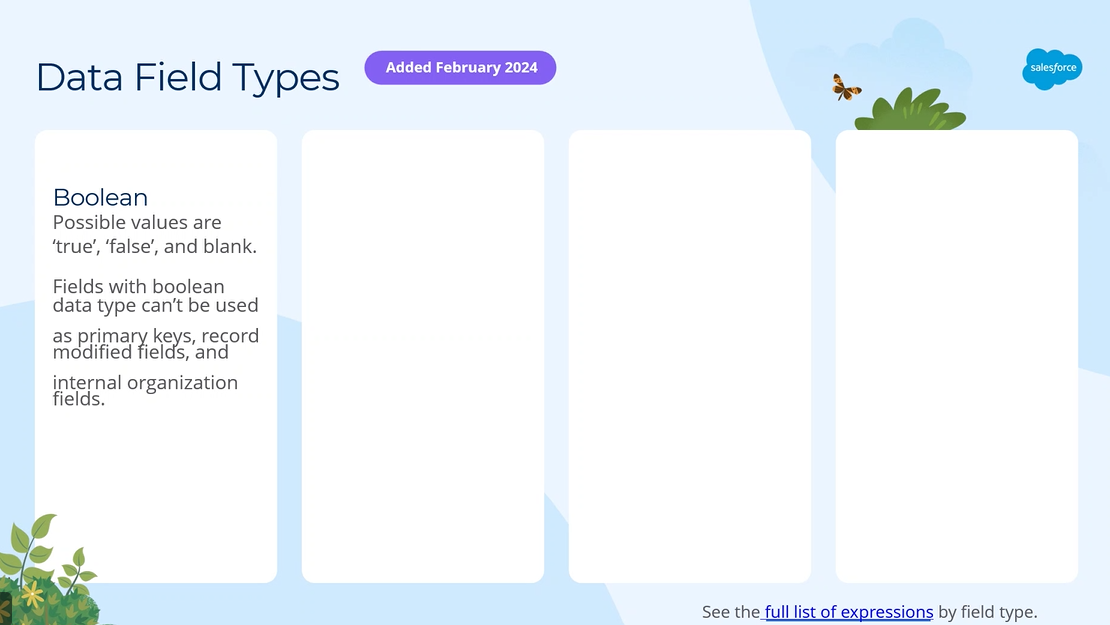 Data Field Types
Added February 2024
salesforce
Boolean
Possible values are
‘true’, ‘false’, and blank.
Fields with boolean
data type can’t be used
as primary keys, record
modified fields, and
internal organization
fields.
See the full list of expressions by field type.